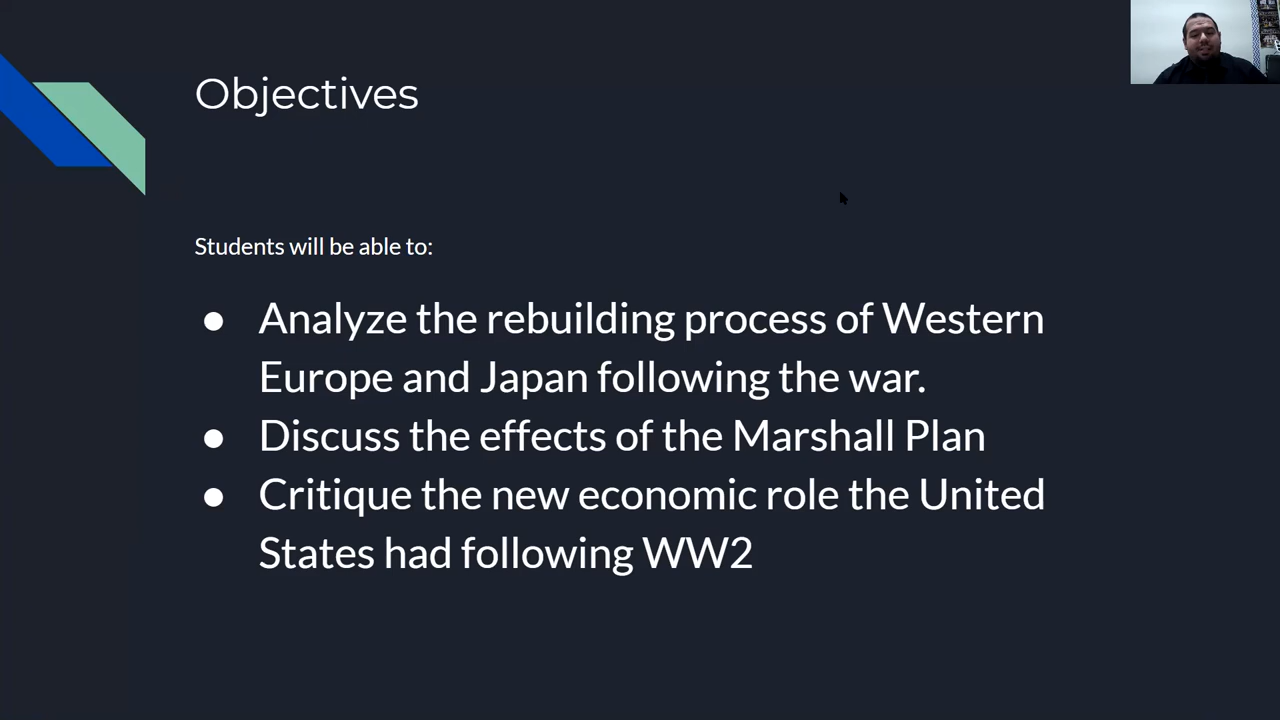 Objectives
Students will be able to:
● Analyze the rebuilding process of Western
Europe and Japan following the war.
● Discuss the effects of the Marshall Plan
● Critique the new economic role the United
States had following WW2